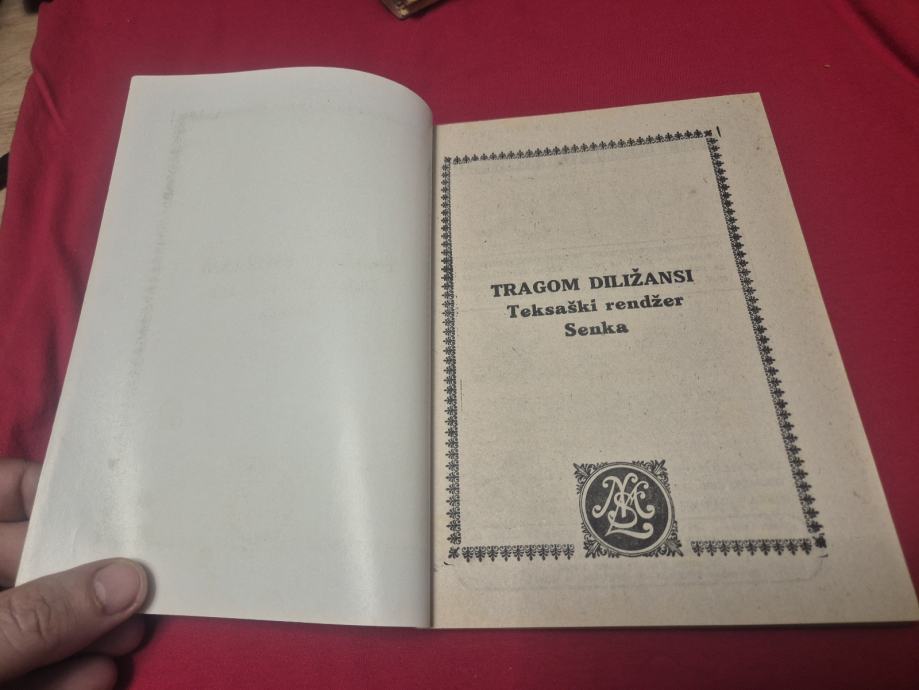 TRAGOM DILIŽANSI
Teksaški rendžer
Senka